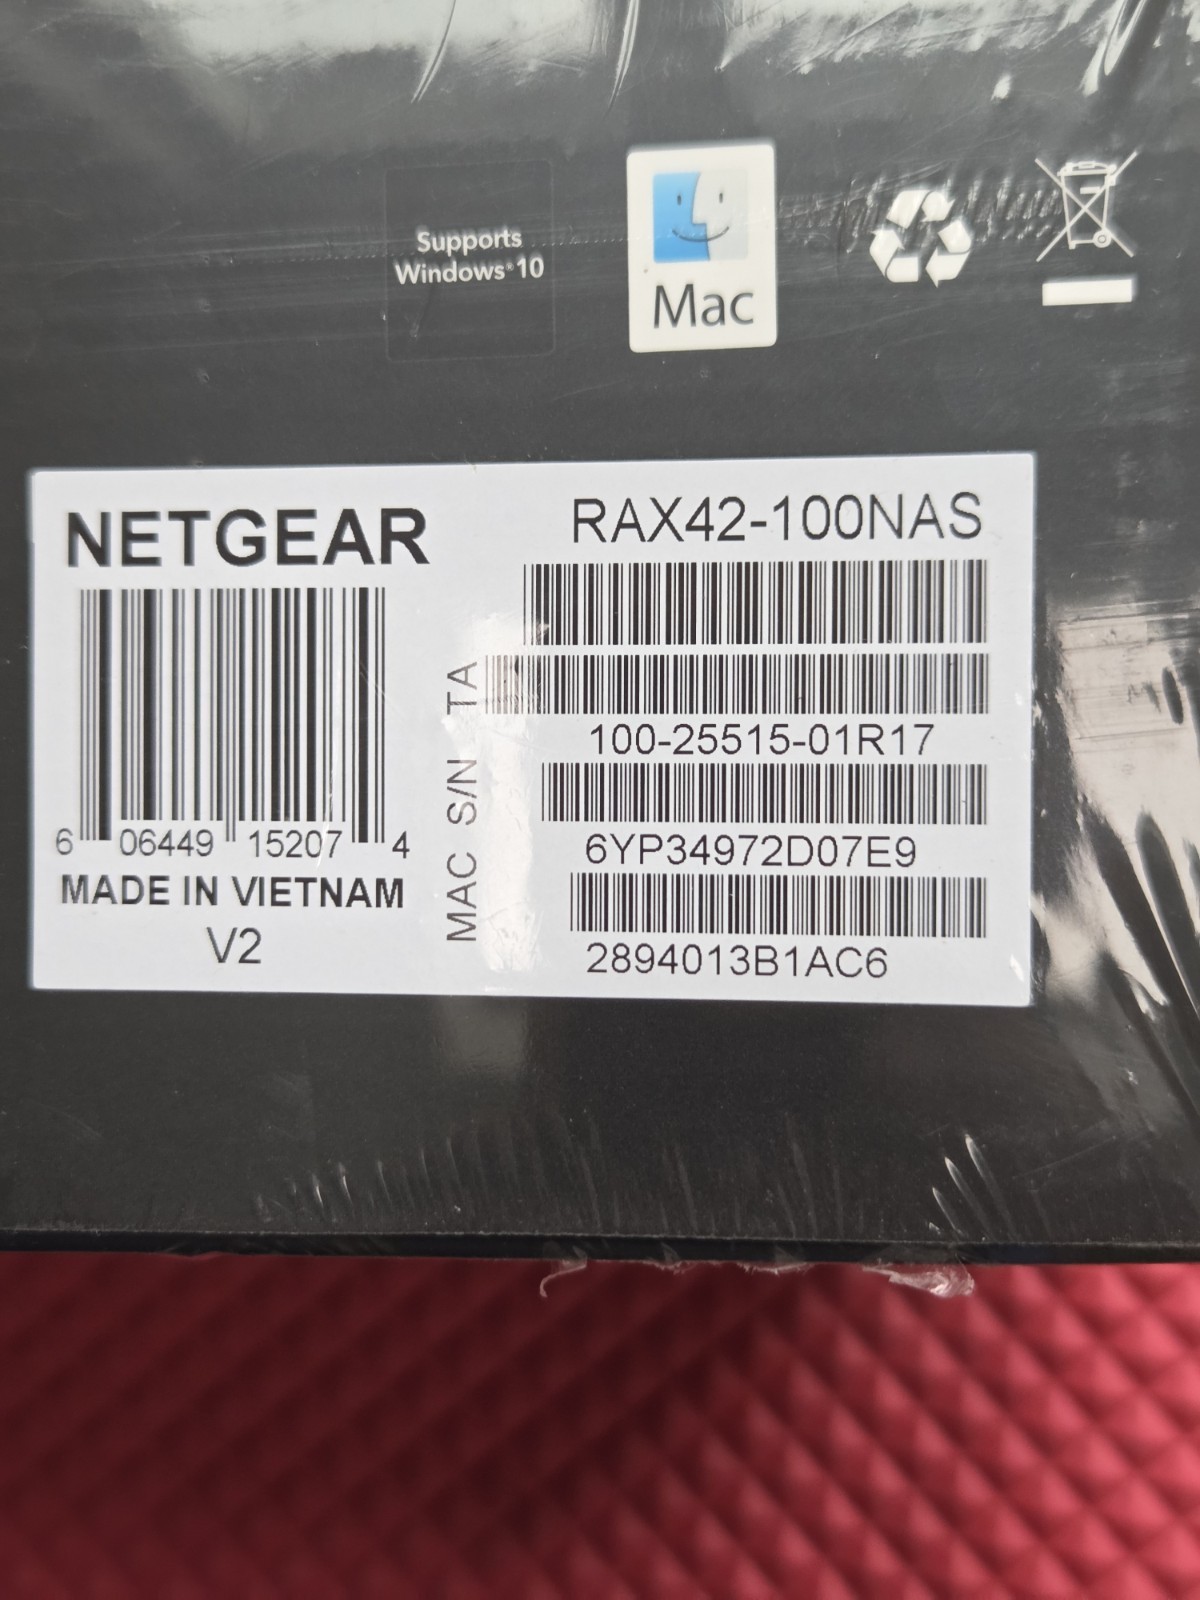 Supports
Windows®10
Mac
NETGEAR
RAX42-100NAS
TA
100-25515-01R17
S/N
6YP34972D07E9
MAC
2894013B1AC6
6 06449 15207 4
MADE IN VIETNAM
V2